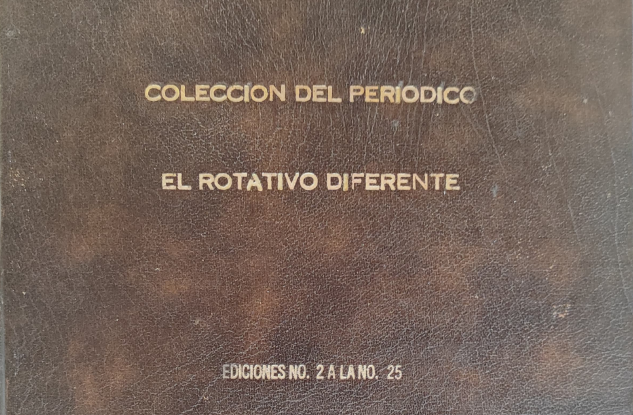 COLECCION DEL PERIODICO
EL ROTATIVO DIFERENTE
EDICIONES NO. 2 A LA NO. 25